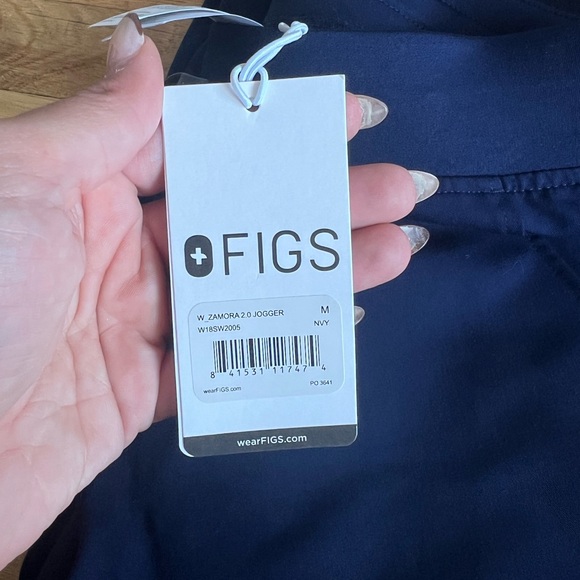 FIGS
W_ZAMORA 2.0 JOGGER M
W18SW2005 NVY
8 41531 11747 4
wearFIGS.com PO 3641
wearFIGS.com